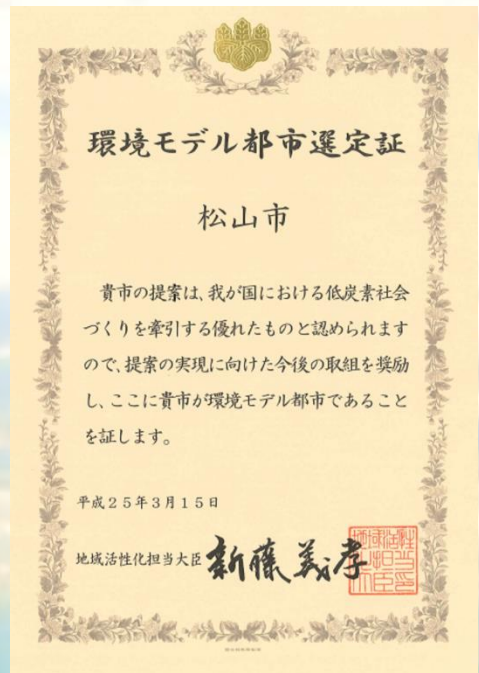 環境モデル都市選定証
松山市
貴市の提案は、我が国における低炭素社会
づくりを牽引する優れたものと認められます
ので、提案の実現に向けた今後の取組を奨励
し、ここに貴市が環境モデル都市であること
を証します。
平成25年3月15日
地域活性化担当大臣 新藤義孝